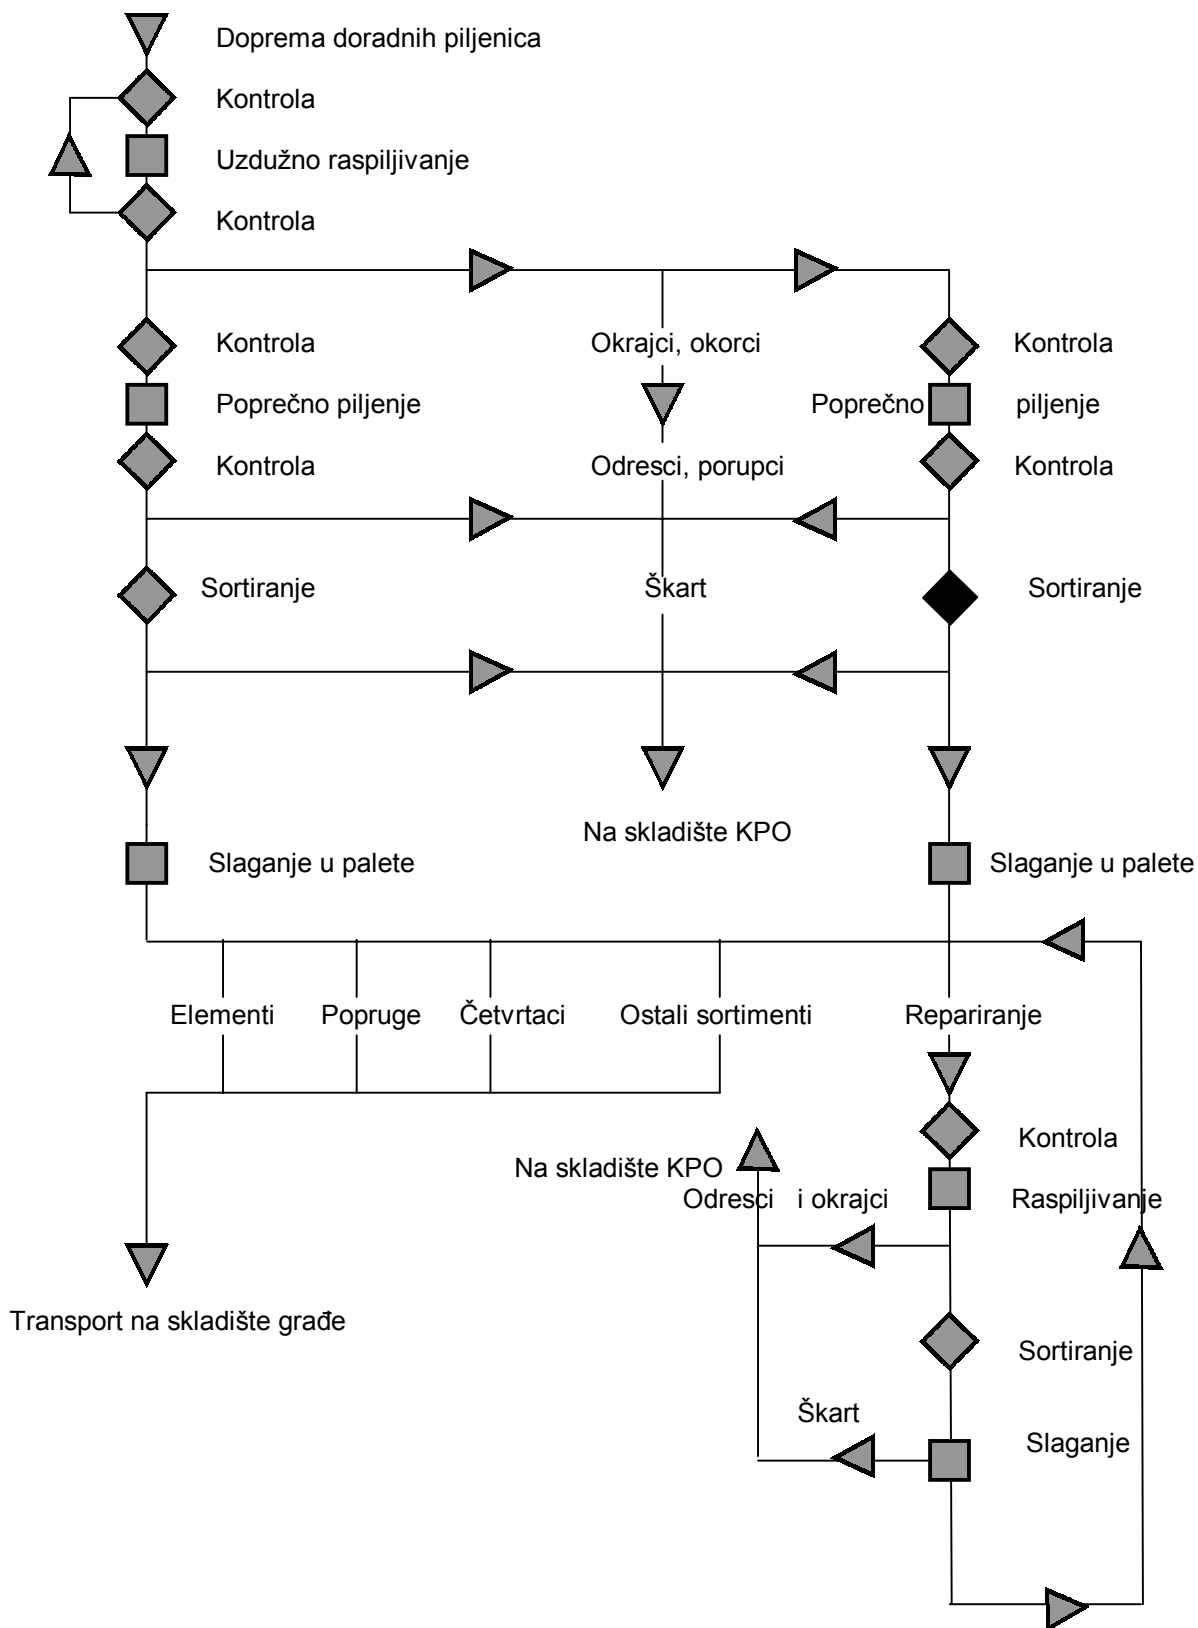 Doprema doradnih piljenica
Kontrola
Uzdužno raspiljivanje
Kontrola
Kontrola
Okrajci, okorci
Kontrola
Poprečno piljenje
Poprečno piljenje
Kontrola
Odresci, porupci
Kontrola
Sortiranje
Škart
Sortiranje
Na skladište KPO
Slaganje u palete
Slaganje u palete
Elementi
Popruge
Četvrtaci
Ostali sortimenti
Repariranje
Kontrola
Na skladište KPO
Odresci i okrajci
Raspiljivanje
Transport na skladište građe
Sortiranje
Škart
Slaganje